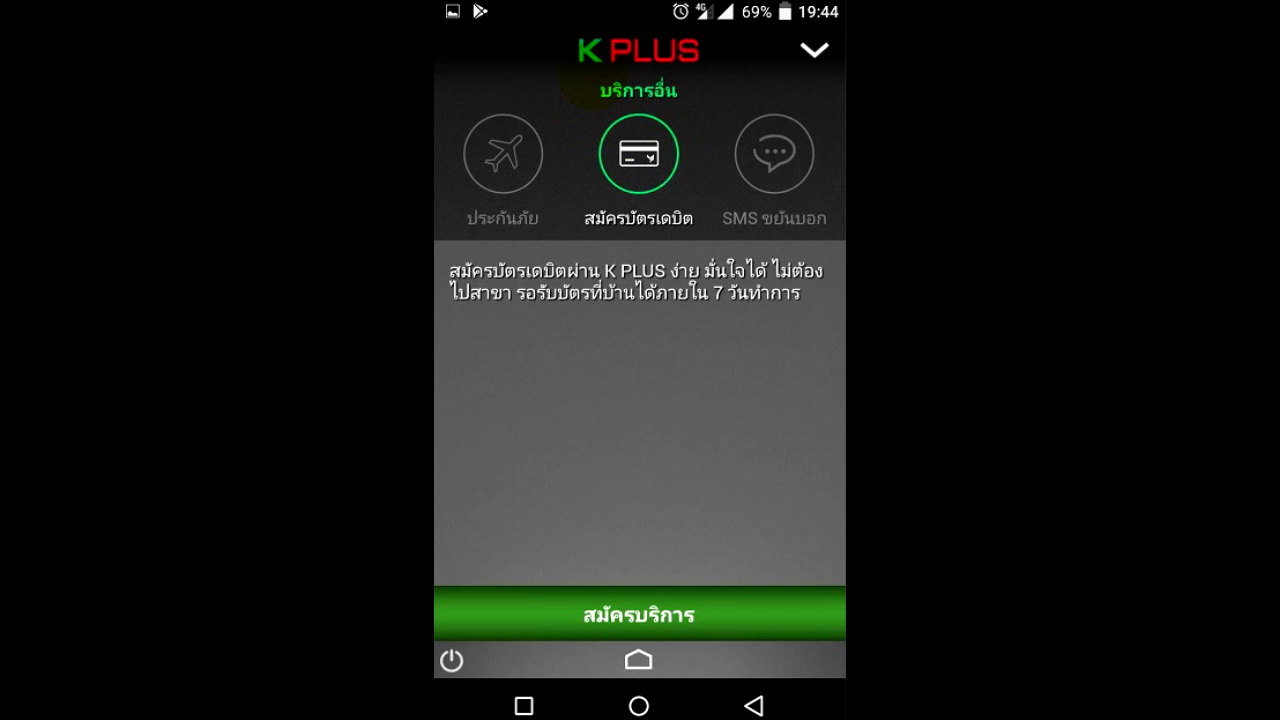 4G 69% 19:44
K PLUS
บริการอื่น
ประกันภัย สมัครบัตรเดบิต SMS ขยันบอก
สมัครบัตรเดบิตผ่าน K PLUS ง่าย มั่นใจได้ ไม่ต้อง
ไปสาขา รอรับบัตรที่บ้านได้ภายใน 7 วันทำการ
สมัครบริการ